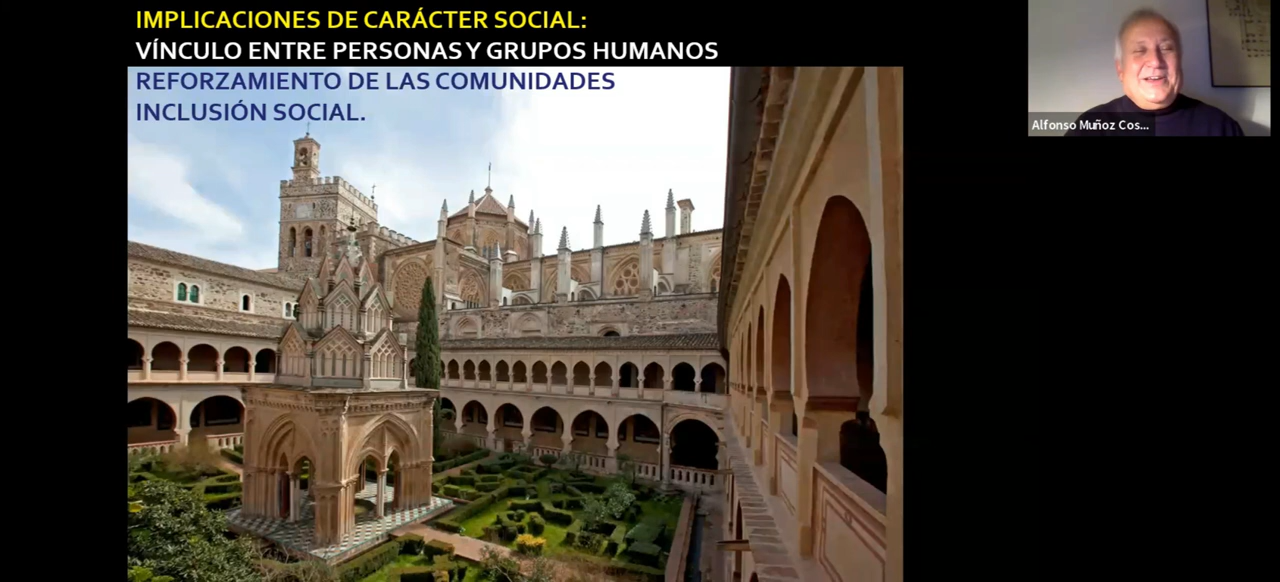 IMPLICACIONES DE CARÁCTER SOCIAL:
VÍNCULO ENTRE PERSONAS Y GRUPOS HUMANOS
REFORZAMIENTO DE LAS COMUNIDADES
INCLUSIÓN SOCIAL.
Alfonso Muñoz Cos...